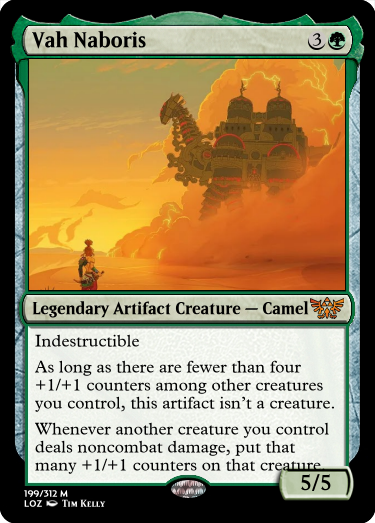 Vah Naboris 3
Legendary Artifact Creature — Camel
Indestructible
As long as there are fewer than four
+1/+1 counters among other creatures
you control, this artifact isn't a creature.
Whenever another creature you control
deals noncombat damage, put that
many +1/+1 counters on that creature.
5/5
199/312 M
LOZ Tim Kelly